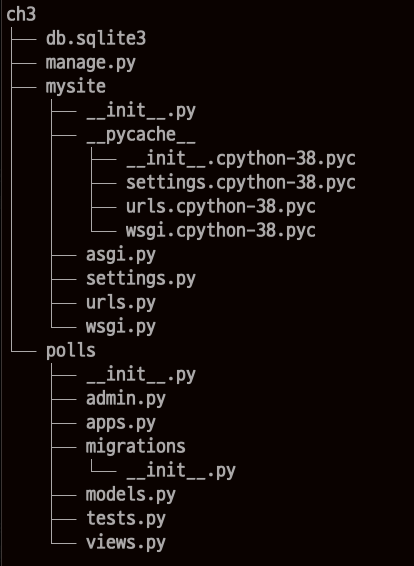 ch3
├── db.sqlite3
├── manage.py
├── mysite
│   ├── __init__.py
│   ├── __pycache__
│   │   ├── __init__.cpython-38.pyc
│   │   ├── settings.cpython-38.pyc
│   │   ├── urls.cpython-38.pyc
│   │   └── wsgi.cpython-38.pyc
│   ├── asgi.py
│   ├── settings.py
│   ├── urls.py
│   └── wsgi.py
└── polls
    ├── __init__.py
    ├── admin.py
    ├── apps.py
    ├── migrations
    │   └── __init__.py
    ├── models.py
    ├── tests.py
    └── views.py